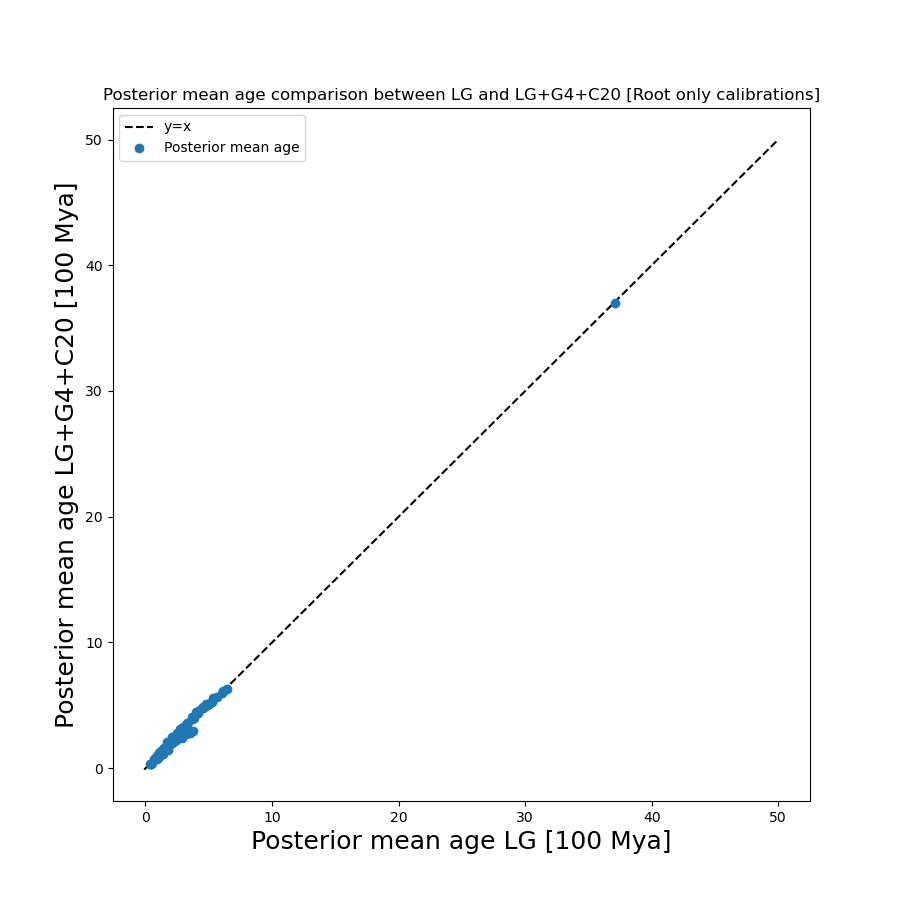 Posterior mean age comparison between LG and LG+G4+C20 [Root only calibrations]
y=x
Posterior mean age
Posterior mean age LG+G4+C20 [100 Mya]
50
40
30
20
10
0
0 10 20 30 40 50
Posterior mean age LG [100 Mya]